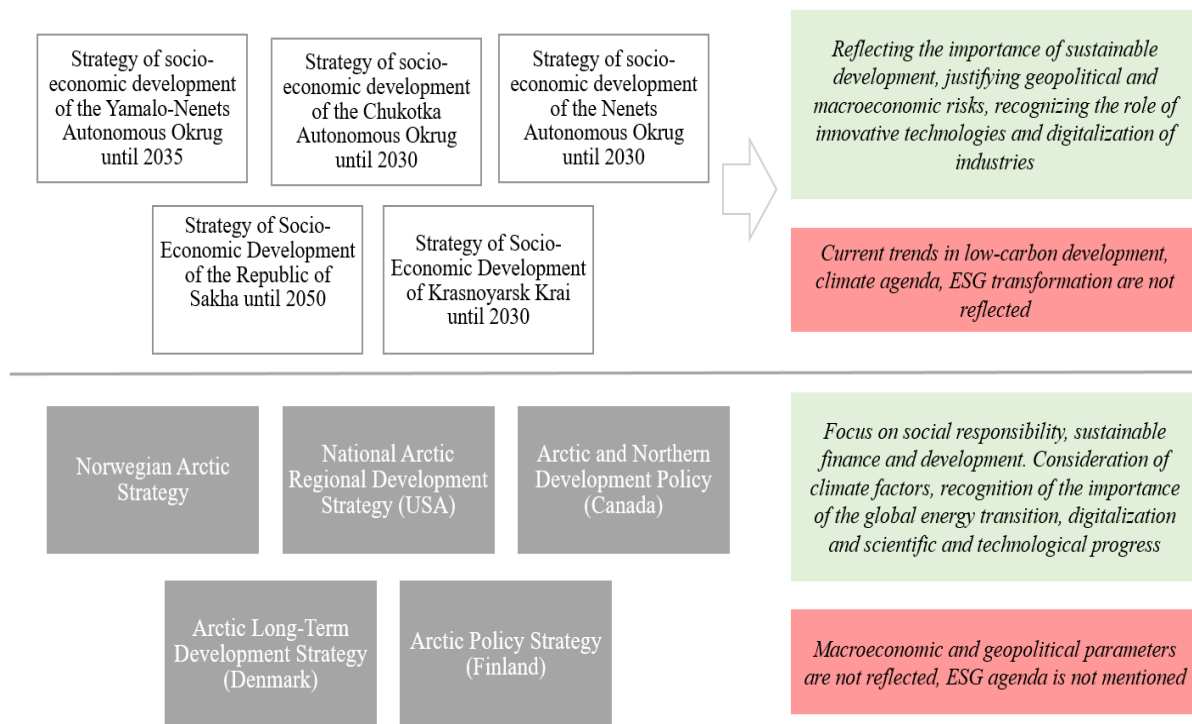 Strategy of socio-
economic development
of the Yamalo-Nenets
Autonomous Okrug
until 2035
Strategy of socio-
economic development
of the Chukotka
Autonomous Okrug
until 2030
Strategy of socio-
economic development
of the Nenets
Autonomous Okrug
until 2030
Reflecting the importance of sustainable
development, justifying geopolitical and
macroeconomic risks, recognizing the role of
innovative technologies and digitalization of
industries
Strategy of Socio-
Economic Development
of the Republic of
Sakha until 2050
Strategy of Socio-
Economic Development
of Krasnoyarsk Krai
until 2030
Current trends in low-carbon development,
climate agenda, ESG transformation are not
reflected
Norwegian Arctic
Strategy
National Arctic
Regional Development
Strategy (USA)
Arctic and Northern
Development Policy
(Canada)
Focus on social responsibility, sustainable
finance and development. Consideration of
climate factors, recognition of the importance
of the global energy transition, digitalization
and scientific and technological progress
Arctic Long-Term
Development Strategy
(Denmark)
Arctic Policy Strategy
(Finland)
Macroeconomic and geopolitical parameters
are not reflected, ESG agenda is not mentioned